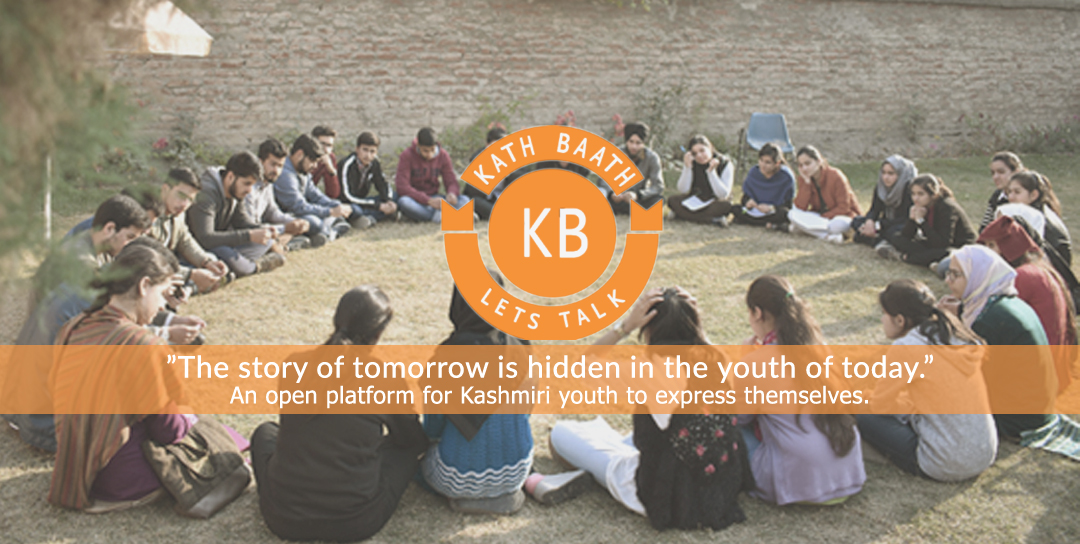 KATH BAATH
KB
LETS TALK
”The story of tomorrow is hidden in the youth of today.”
An open platform for Kashmiri youth to express themselves.